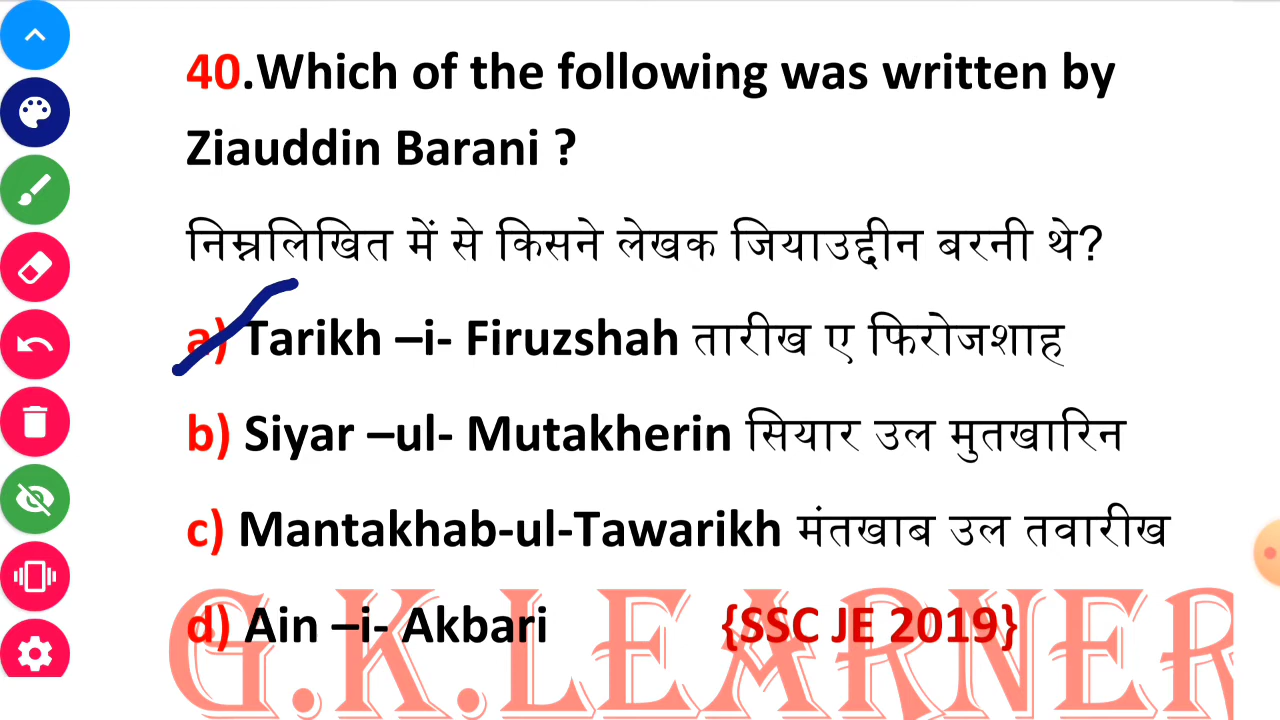 40.Which of the following was written by
Ziauddin Barani ?
निम्नलिखित में से किसने लेखक जियाउद्दीन बरनी थे?
a) Tarikh –i- Firuzshah तारीख ए फिरोजशाह
b) Siyar –ul- Mutakherin सियार उल मुतखारिन
c) Mantakhab-ul-Tawarikh मंतखाब उल तवारीख
d) Ain –i- Akbari {SSC JE 2019}
G.K.LEARNER